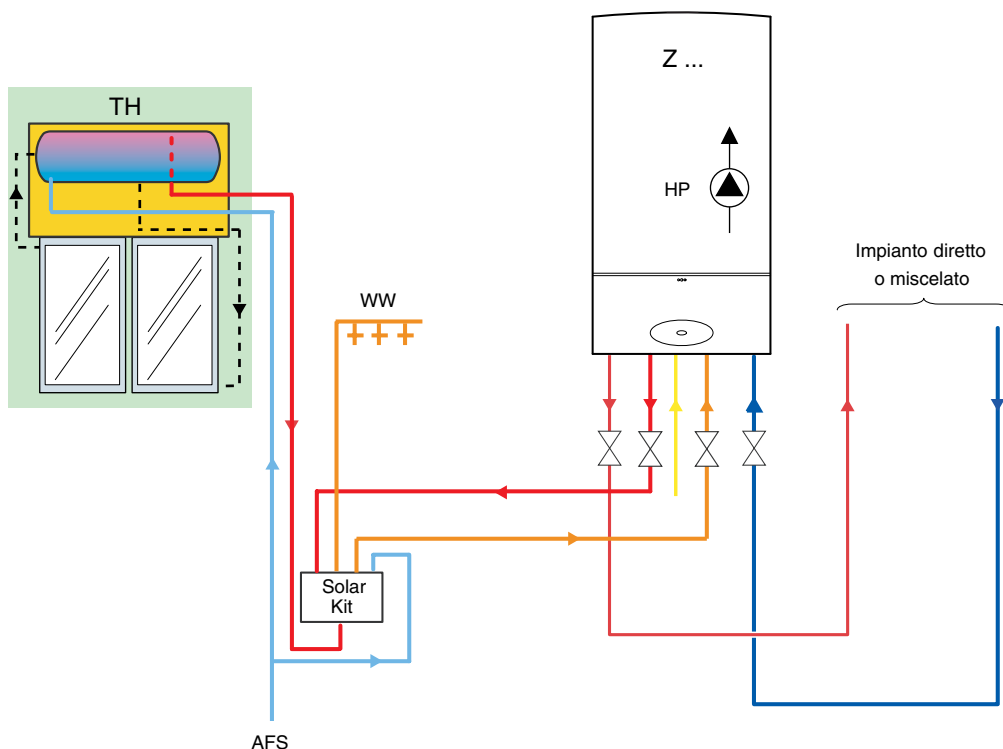 TH
Z ...
HP
Impianto diretto
o miscelato
WW
Solar
Kit
AFS